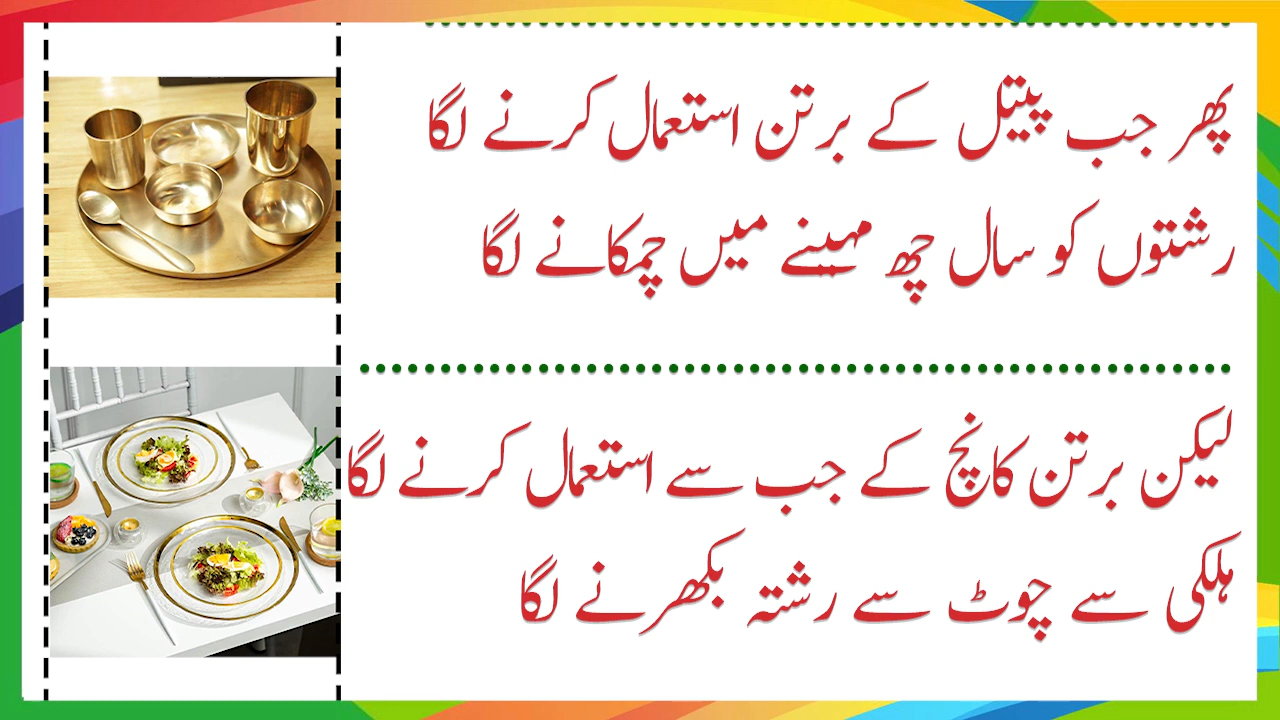 پھر جب پیتل کے برتن استعمال کرنے لگا
رشتوں کو سال چھ مہینے میں چمکانے لگا
لیکن برتن کانچ کے جب سے استعمال کرنے لگا
ہلکی سے چوٹ سے رشتہ بکھرنے لگا